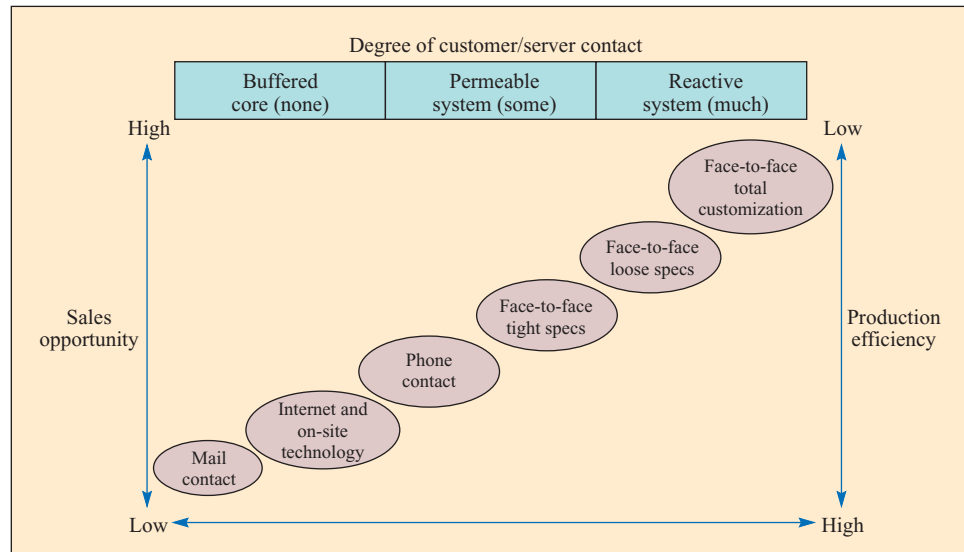 Degree of customer/server contact
Buffered
core (none)
Permeable
system (some)
Reactive
system (much)
High
Low
Face-to-face
total
customization
Face-to-face
loose specs
Face-to-face
tight specs
Sales
opportunity
Production
efficiency
Phone
contact
Internet and
on-site
technology
Mail
contact
Low
High